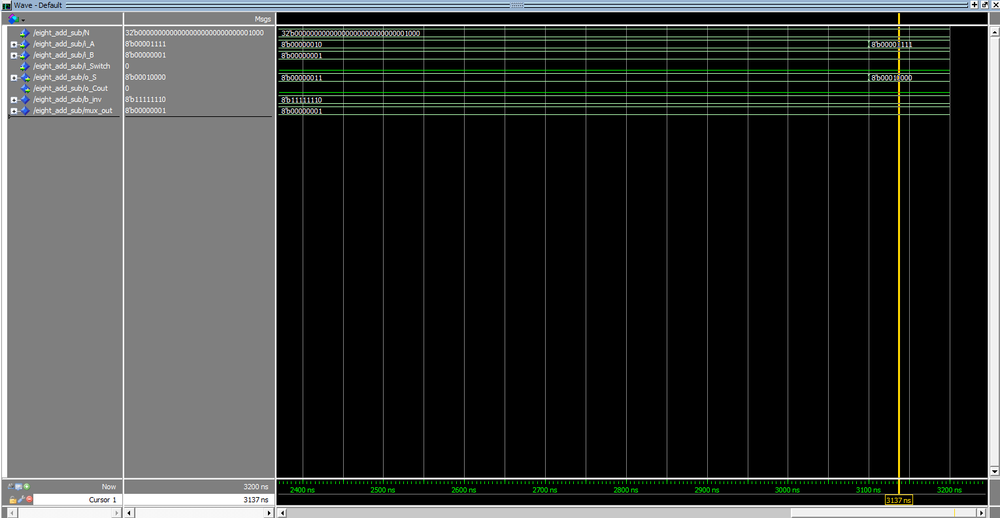 Wave - Default
Msgs
/eight_add_sub/N 32'b00000000000000000000000000001000 32'b00000000000000000000000000001000
/eight_add_sub/i_A 8'b00001111 8'b00000010 8'b00001111
/eight_add_sub/i_B 8'b00000001 8'b00000001
/eight_add_sub/i_Switch 0
/eight_add_sub/o_S 8'b00010000 8'b00000011 8'b00010000
/eight_add_sub/o_Cout 0
/eight_add_sub/b_inv 8'b11111110 8'b11111110
/eight_add_sub/mux_out 8'b00000001 8'b00000001
Now 3200 ns 2400 ns 2500 ns 2600 ns 2700 ns 2800 ns 2900 ns 3000 ns 3100 ns 3200 ns
Cursor 1 3137 ns 3137 ns